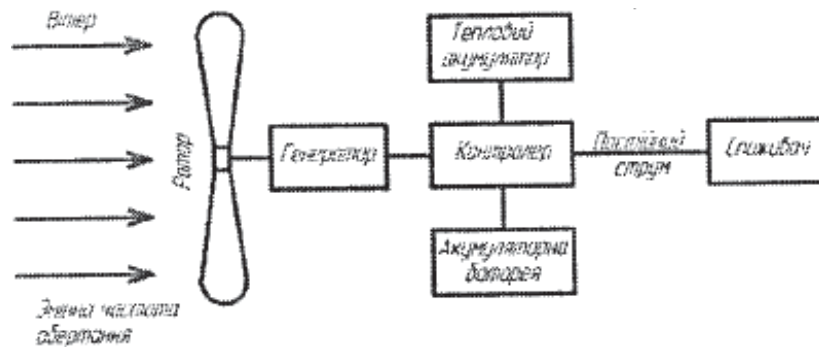 Вітер
Ротор
Генератор
Тепловий
акумулятор
Контролер
Акумуляторна
батарея
Постійний
струм
Споживач
Змінна частота
обертання